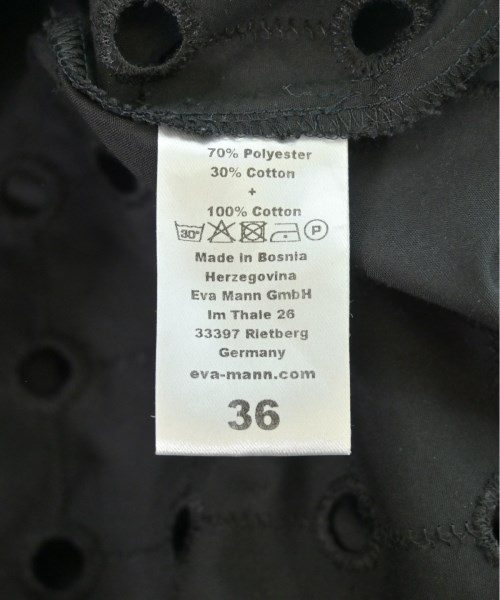 70% Polyester
30% Cotton
+
100% Cotton
30° P
Made in Bosnia
Herzegovina
Eva Mann GmbH
Im Thale 26
33397 Rietberg
Germany
eva-mann.com
36